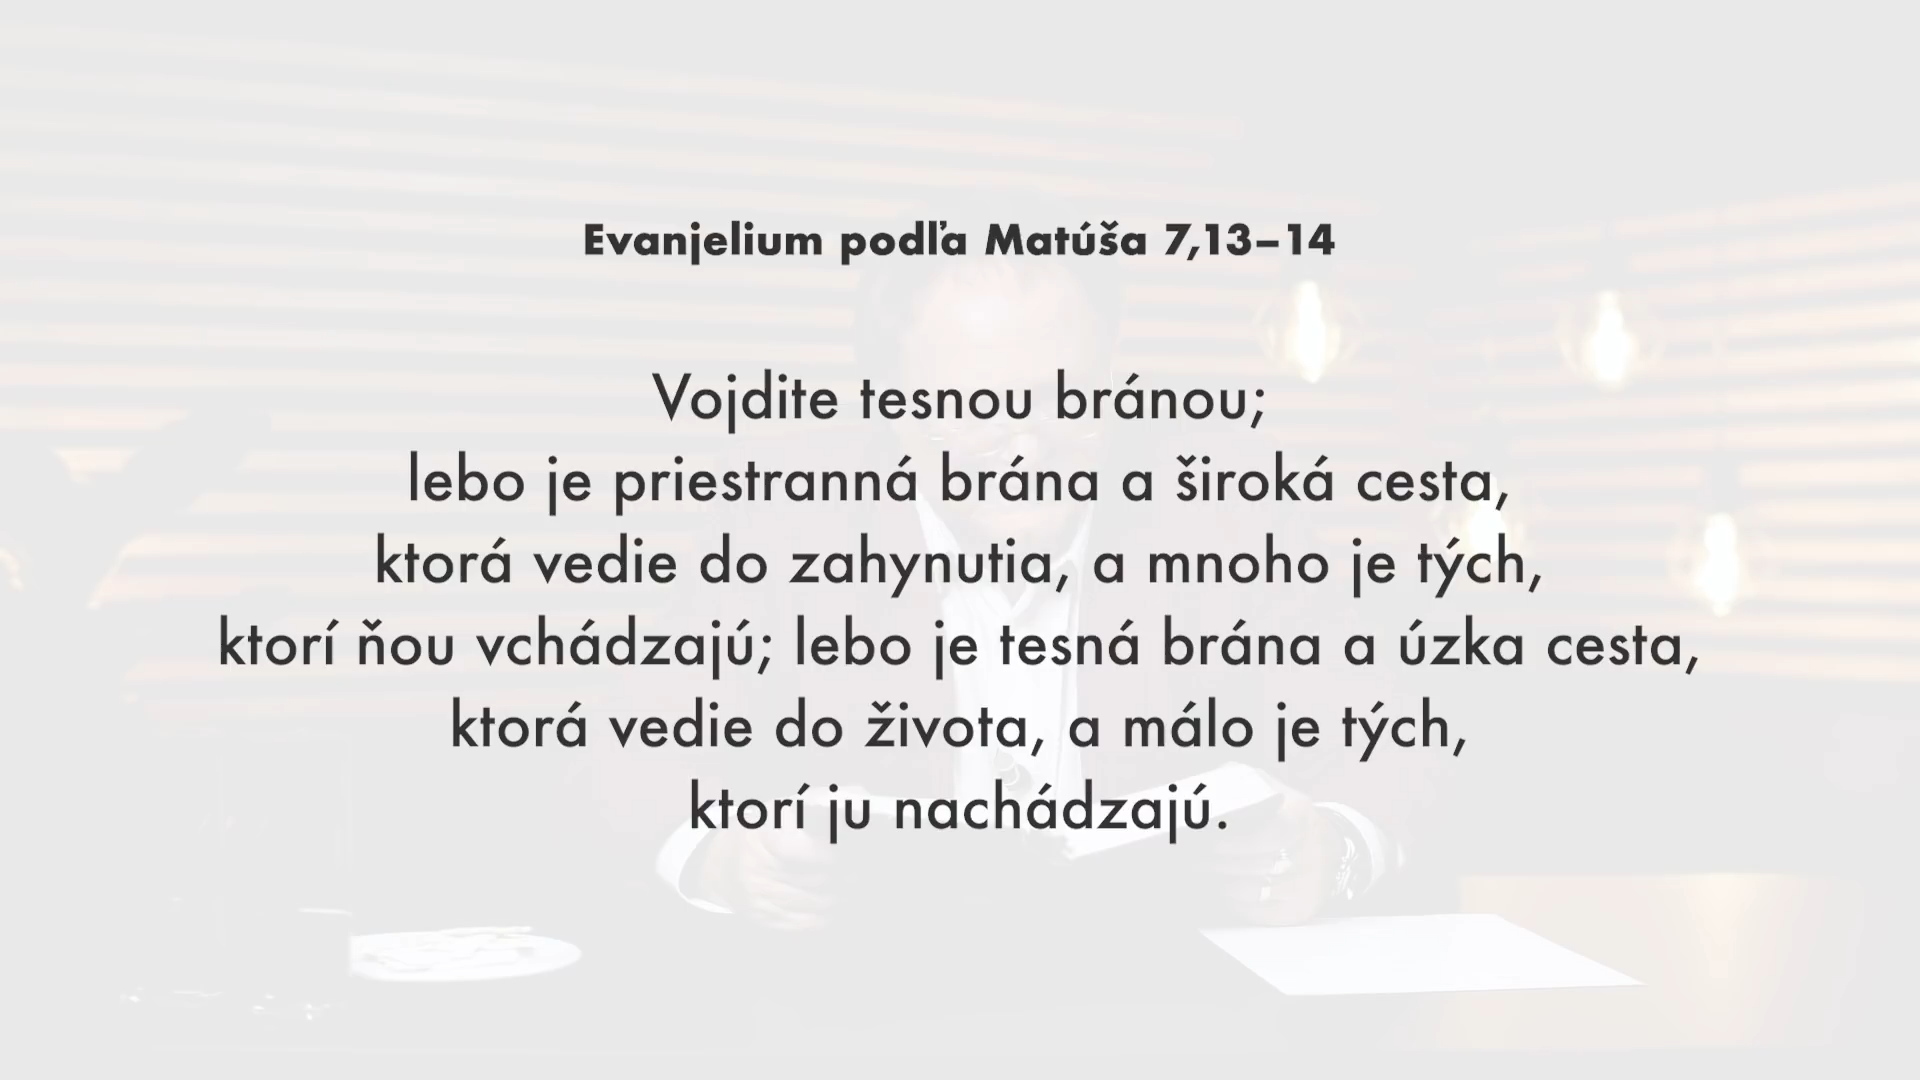 Evanjelium podľa Matúša 7,13–14
Vojdite tesnou bránou;
lebo je priestranná brána a široká cesta,
ktorá vedie do zahynutia, a mnoho je tých,
ktorí ňou vchádzajú; lebo je tesná brána a úzka cesta,
ktorá vedie do života, a málo je tých,
ktorí ju nachádzajú.